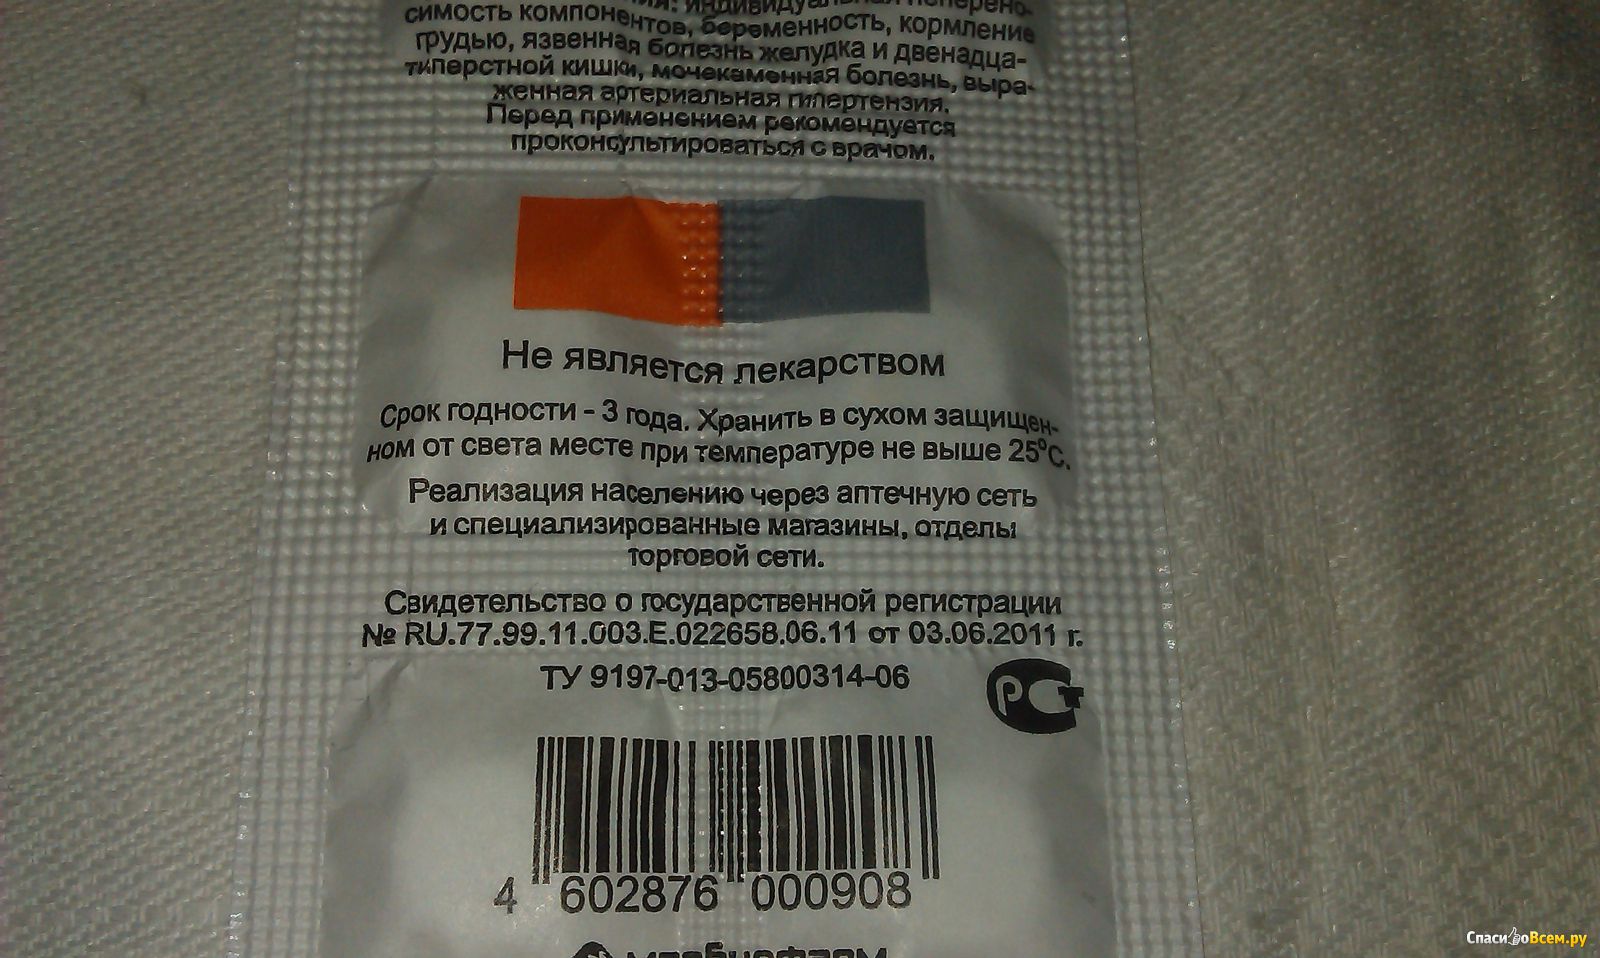 симость компонентов, беременность, кормление
грудью, язвенная болезнь желудка и двенадца-
типерстной кишки, мочекаменная болезнь, выра-
женная артериальная гипертензия.
Перед применением рекомендуется
проконсультироваться с врачом.
Не является лекарством
Срок годности - 3 года. Хранить в сухом защищен-
ном от света месте при температуре не выше 25°С.
Реализация населению через аптечную сеть
и специализированные магазины, отделы
торговой сети.
Свидетельство о государственной регистрации
№ RU.77.99.11.003.Е.022658.06.11 от 03.06.2011 г.
ТУ 9197-013-05800314-06
РСТ
4 602876 000908
СпасибоВсем.ру